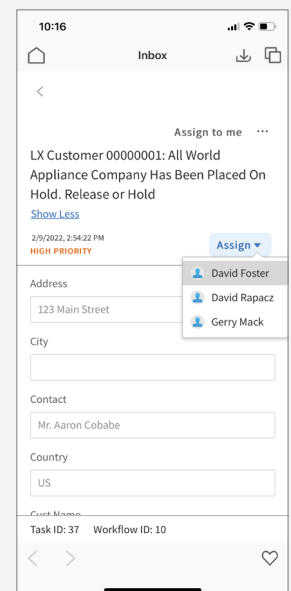 10:16
Inbox
Assign to me ...
LX Customer 00000001: All World
Appliance Company Has Been Placed On
Hold. Release or Hold
Show Less
2/9/2022, 2:54:22 PM
HIGH PRIORITY
Assign
David Foster
David Rapacz
Gerry Mack
Address
123 Main Street
City
Contact
Mr. Aaron Cobabe
Country
US
Cust Name
Task ID: 37 Workflow ID: 10